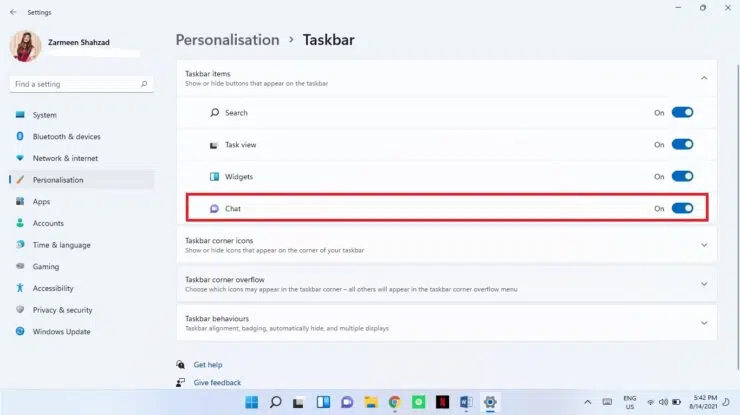 Settings
Zarmeen Shahzad
Find a setting
System
Bluetooth & devices
Network & internet
Personalisation
Apps
Accounts
Time & language
Gaming
Accessibility
Privacy & security
Windows Update
Personalisation > Taskbar
Taskbar items
Show or hide buttons that appear on the taskbar
Search On
Task view On
Widgets On
Chat On
Taskbar corner icons
Show or hide icons that appear on the corner of your taskbar
Taskbar corner overflow
Choose which icons may appear in the taskbar corner – all others will appear in the taskbar corner overflow menu
Taskbar behaviours
Taskbar alignment, badging, automatically hide, and multiple displays
Get help
Give feedback
ENG
US
5:42 PM
8/14/2021